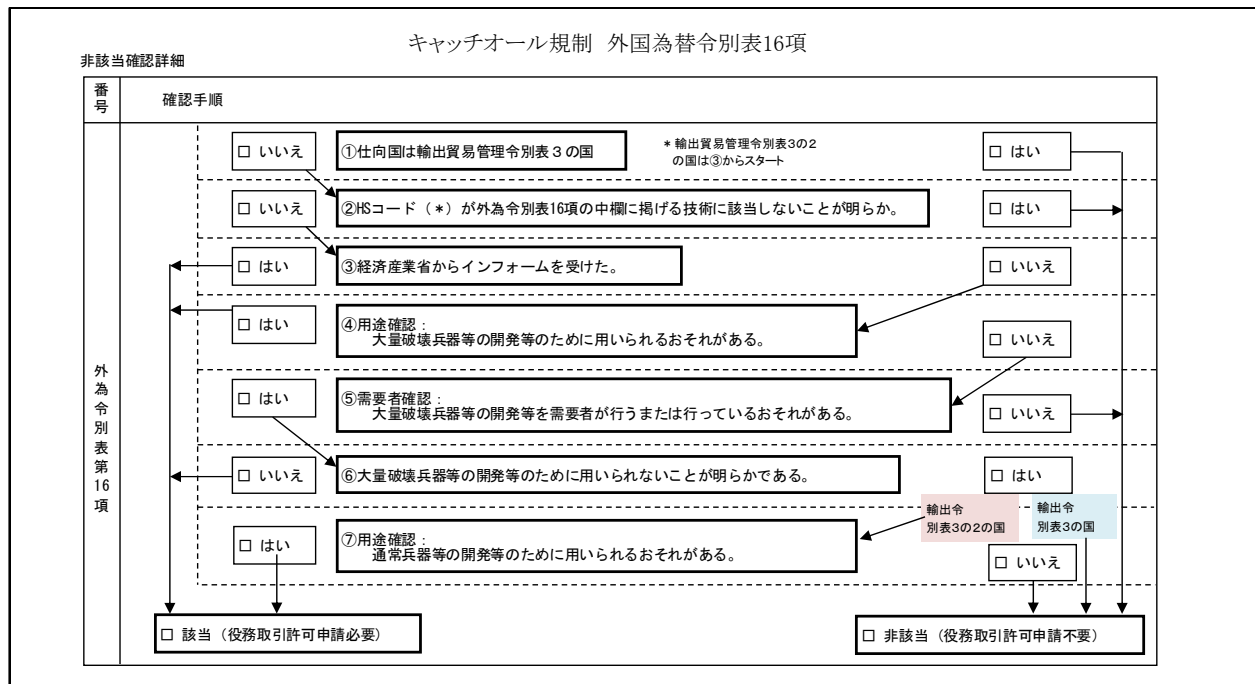 キャッチオール規制 外国為替令別表16項
非該当確認詳細
番号
確認手順
外為令別表第16項
□ いいえ
①仕向国は輸出貿易管理令別表３の国
* 輸出貿易管理令別表3の2
の国は③からスタート
□ はい
□ いいえ
②HSコード（＊）が外為令別表16項の中欄に掲げる技術に該当しないことが明らか。
□ はい
□ はい
③経済産業省からインフォームを受けた。
□ いいえ
□ はい
④用途確認：
大量破壊兵器等の開発等のために用いられるおそれがある。
□ いいえ
□ はい
⑤需要者確認：
大量破壊兵器等の開発等を需要者が行うまたは行っているおそれがある。
□ いいえ
□ いいえ
⑥大量破壊兵器等の開発等のために用いられないことが明らかである。
□ はい
輸出令
別表3の2の国
輸出令
別表3の国
□ はい
⑦用途確認：
通常兵器等の開発等のために用いられるおそれがある。
□ いいえ
□ 該当（役務取引許可申請必要）
□ 非該当（役務取引許可申請不要）